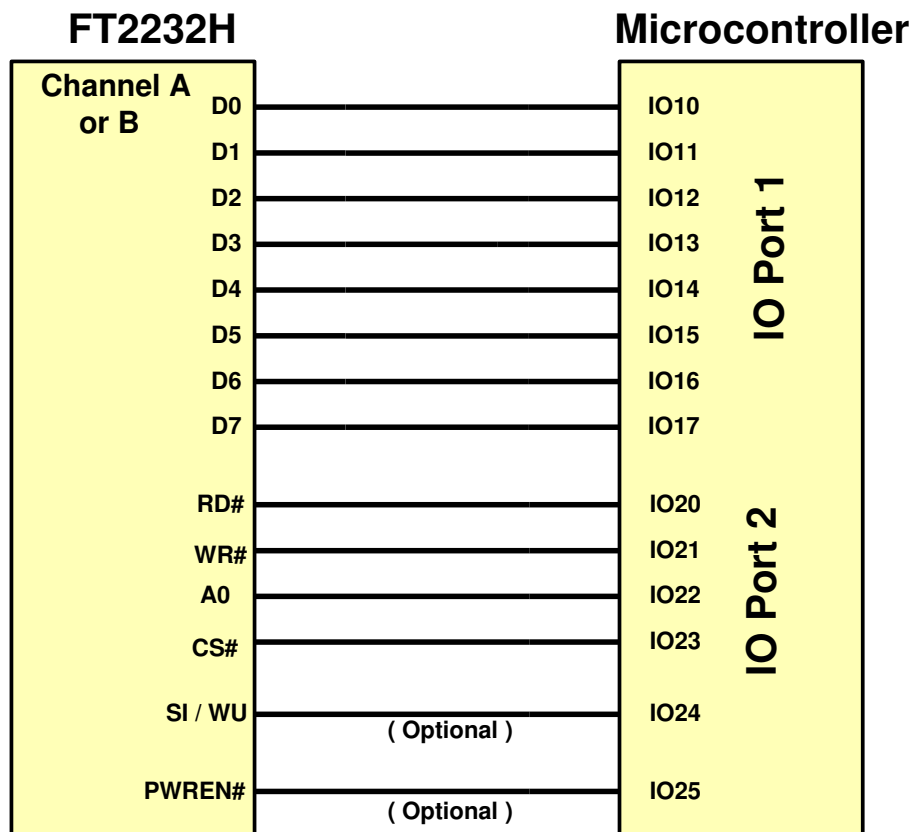 FT2232H Microcontroller
Channel A
or B
D0 IO10
D1 IO11
D2 IO12
D3 IO13
D4 IO14
D5 IO15
D6 IO16
D7 IO17
IO Port 1
RD# IO20
WR# IO21
A0 IO22
CS# IO23
IO Port 2
SI / WU ( Optional ) IO24
PWREN# ( Optional ) IO25